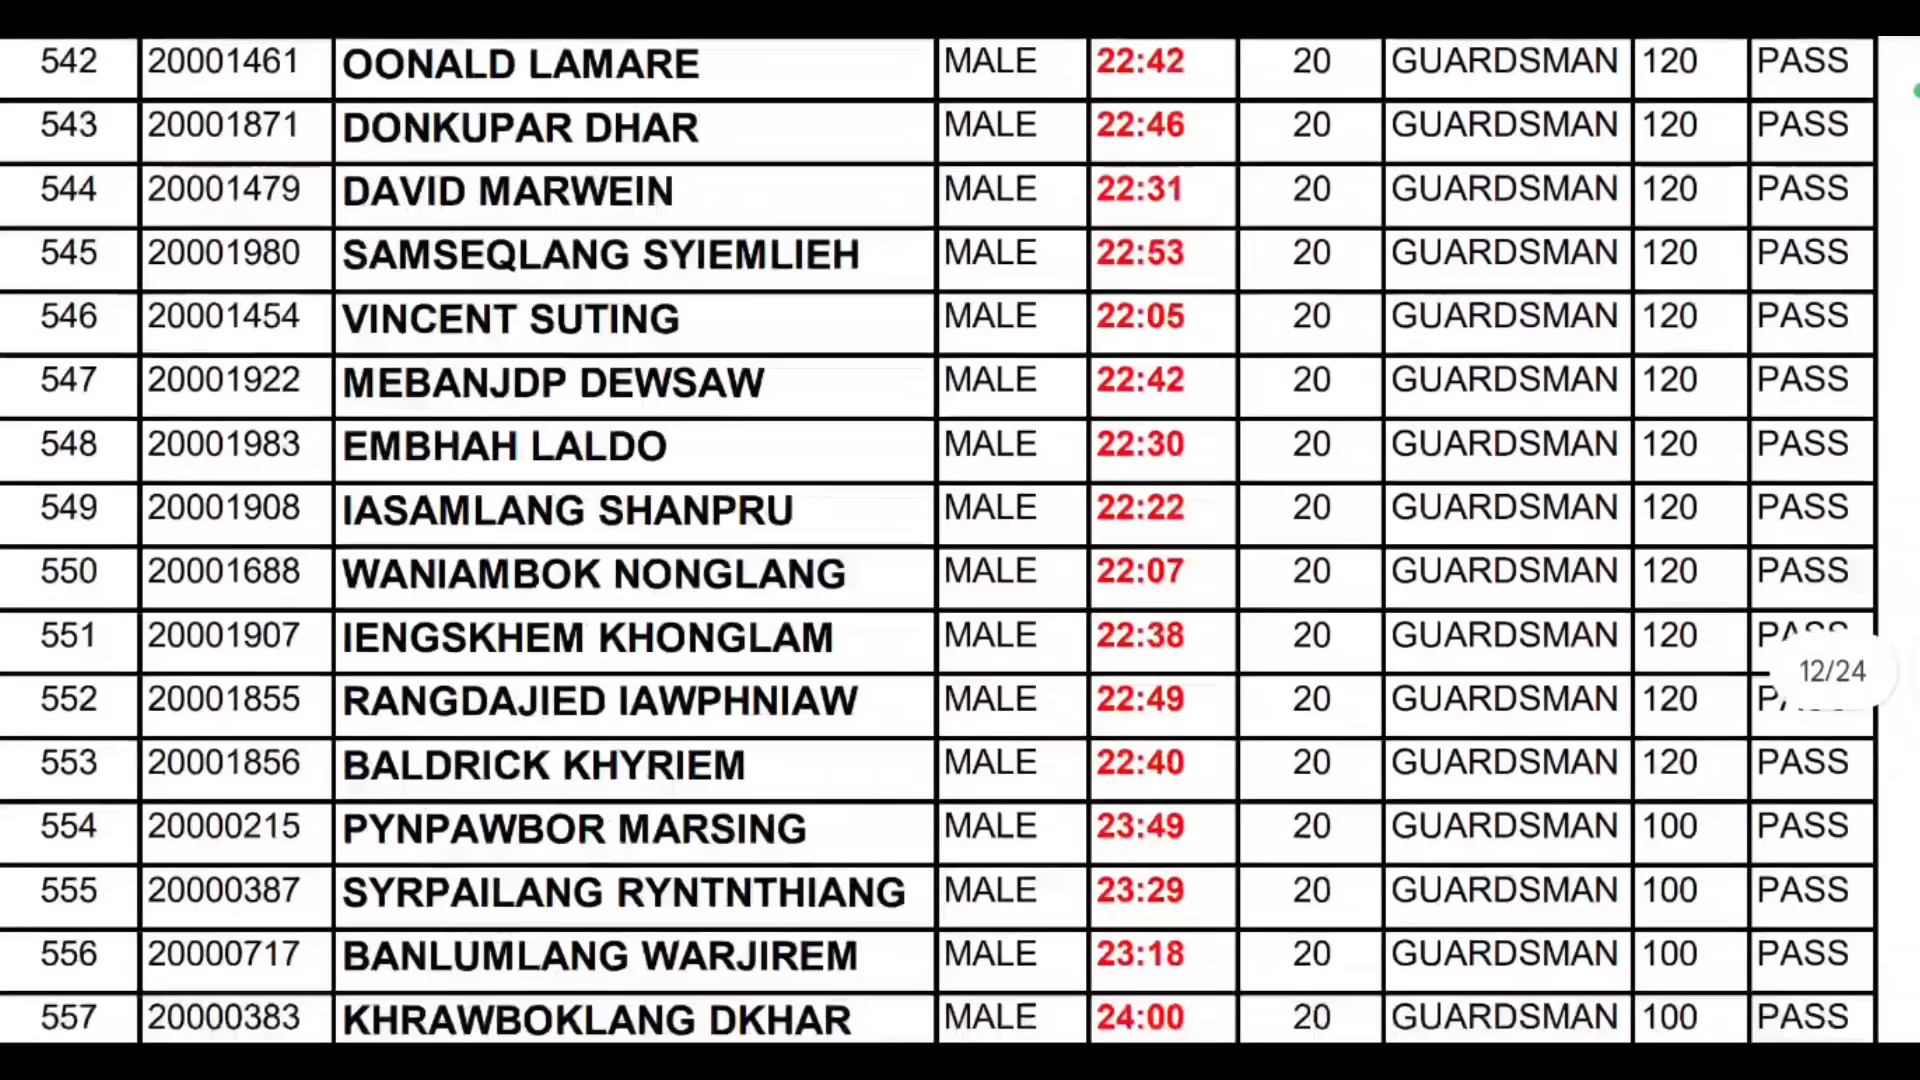 542 20001461 OONALD LAMARE MALE 22:42 20 GUARDSMAN 120 PASS
543 20001871 DONKUPAR DHAR MALE 22:46 20 GUARDSMAN 120 PASS
544 20001479 DAVID MARWEIN MALE 22:31 20 GUARDSMAN 120 PASS
545 20001980 SAMSEQLANG SYIEMLIEH MALE 22:53 20 GUARDSMAN 120 PASS
546 20001454 VINCENT SUTING MALE 22:05 20 GUARDSMAN 120 PASS
547 20001922 MEBANJDP DEWSAW MALE 22:42 20 GUARDSMAN 120 PASS
548 20001983 EMBHAH LALDO MALE 22:30 20 GUARDSMAN 120 PASS
549 20001908 IASAMLANG SHANPRU MALE 22:22 20 GUARDSMAN 120 PASS
550 20001688 WANIAMBOK NONGLANG MALE 22:07 20 GUARDSMAN 120 PASS
551 20001907 IENGSKHEM KHONGLAM MALE 22:38 20 GUARDSMAN 120 PASS
12/24
552 20001855 RANGDAJIED IAWPHNIAW MALE 22:49 20 GUARDSMAN 120
553 20001856 BALDRICK KHYRIEM MALE 22:40 20 GUARDSMAN 120 PASS
554 20000215 PYNPAWBOR MARSING MALE 23:49 20 GUARDSMAN 100 PASS
555 20000387 SYRPAILANG RYNTNTHIANG MALE 23:29 20 GUARDSMAN 100 PASS
556 20000717 BANLUMLANG WARJIREM MALE 23:18 20 GUARDSMAN 100 PASS
557 20000383 KHRAWBOKLANG DKHAR MALE 24:00 20 GUARDSMAN 100 PASS